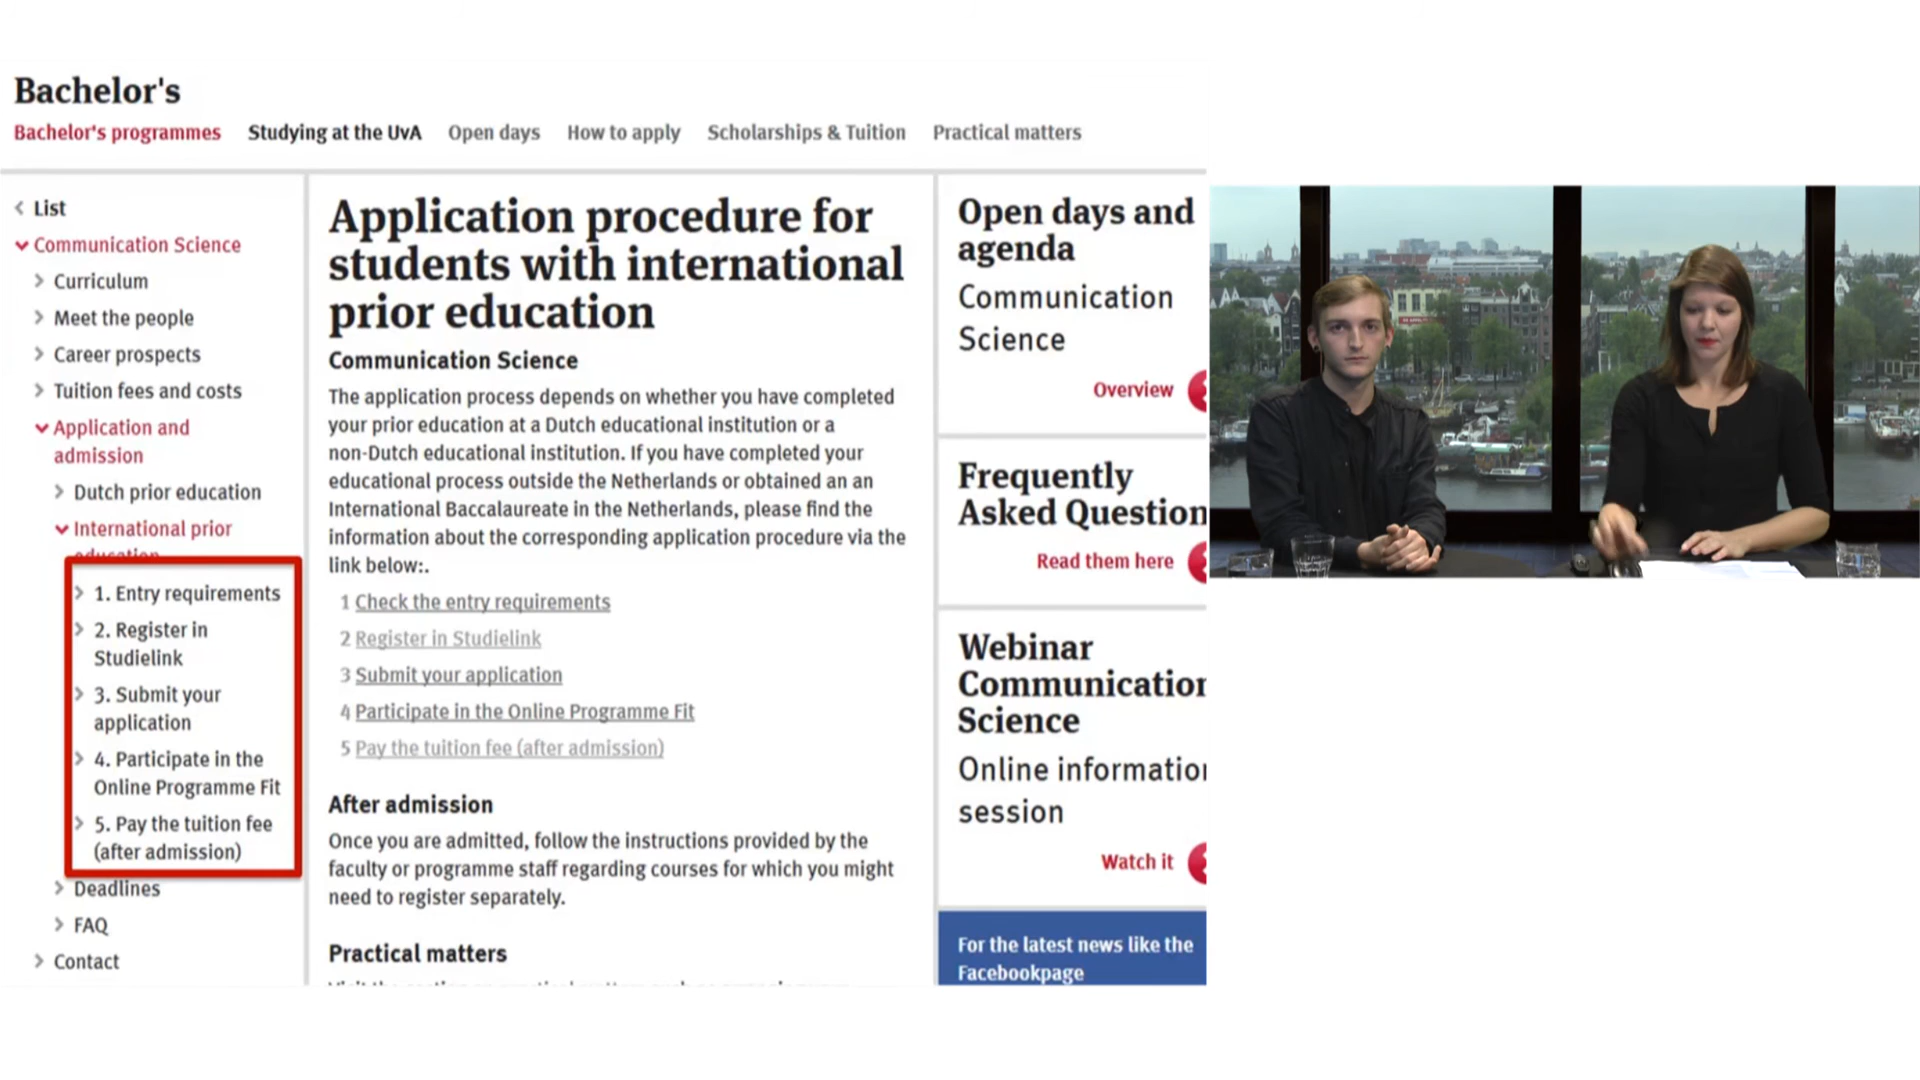 Bachelor's
Bachelor's programmes Studying at the UvA Open days How to apply Scholarships & Tuition Practical matters
List
Communication Science
Curriculum
Meet the people
Career prospects
Tuition fees and costs
Application and
admission
Dutch prior education
International prior
education
1. Entry requirements
2. Register in
Studielink
3. Submit your
application
4. Participate in the
Online Programme Fit
5. Pay the tuition fee
(after admission)
Deadlines
FAQ
Contact
Application procedure for
students with international
prior education
Communication Science
The application process depends on whether you have completed
your prior education at a Dutch educational institution or a
non-Dutch educational institution. If you have completed your
educational process outside the Netherlands or obtained an an
International Baccalaureate in the Netherlands, please find the
information about the corresponding application procedure via the
link below:.
1 Check the entry requirements
2 Register in Studielink
3 Submit your application
4 Participate in the Online Programme Fit
5 Pay the tuition fee (after admission)
After admission
Once you are admitted, follow the instructions provided by the
faculty or programme staff regarding courses for which you might
need to register separately.
Practical matters
Open days and
agenda
Communication
Science
Overview
Frequently
Asked Question
Read them here
Webinar
Communication
Science
Online informatio
session
Watch it
For the latest news like the
Facebookpage